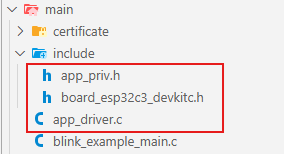 main
certificate
include
h app_priv.h
h board_esp32c3_devkitc.h
C app_driver.c
C blink_example_main.c